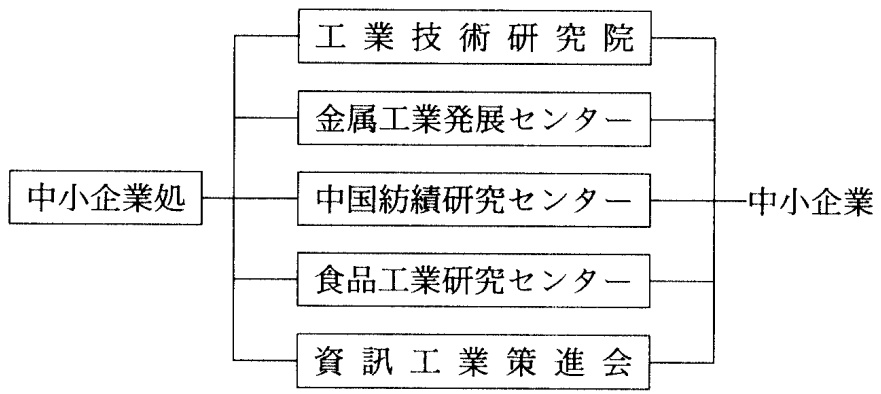 工業技術研究院
金属工業発展センター
中小企業処
中国紡績研究センター
中小企業
食品工業研究センター
資訊工業策進会